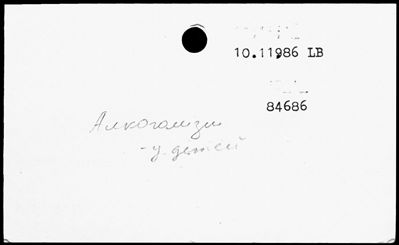 10.11986 LB
84686
Алкоголизм
- у детей